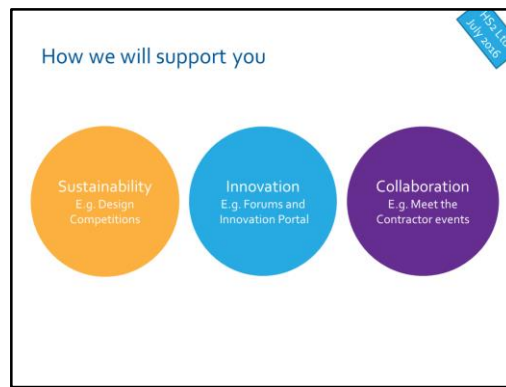 HS2 Ltd
July 2016
How we will support you
Sustainability
E.g. Design
Competitions
Innovation
E.g. Forums and
Innovation Portal
Collaboration
E.g. Meet the
Contractor events